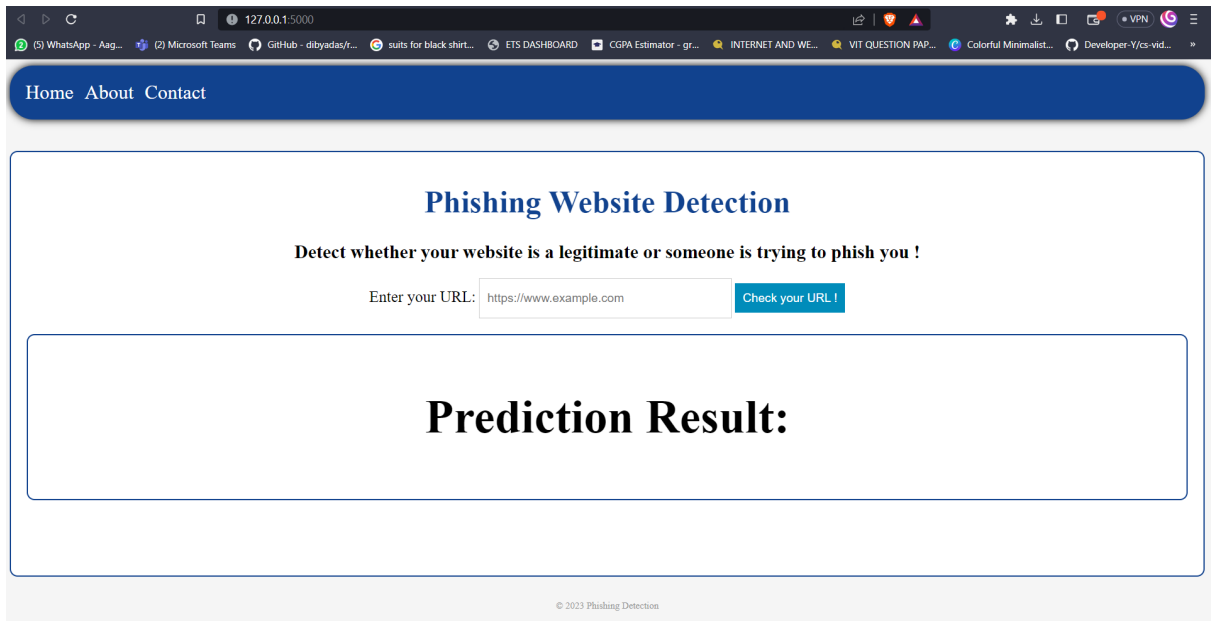 127.0.0.1:5000
VPN
(5) WhatsApp - Aag... (2) Microsoft Teams GitHub - dibyadas/r... suits for black shirt... ETS DASHBOARD CGPA Estimator - gr... INTERNET AND WE... VIT QUESTION PAP... Colorful Minimalist... Developer-Y/cs-vid... »
Home About Contact
Phishing Website Detection
Detect whether your website is a legitimate or someone is trying to phish you !
Enter your URL: https://www.example.com Check your URL !
Prediction Result:
© 2023 Phishing Detection